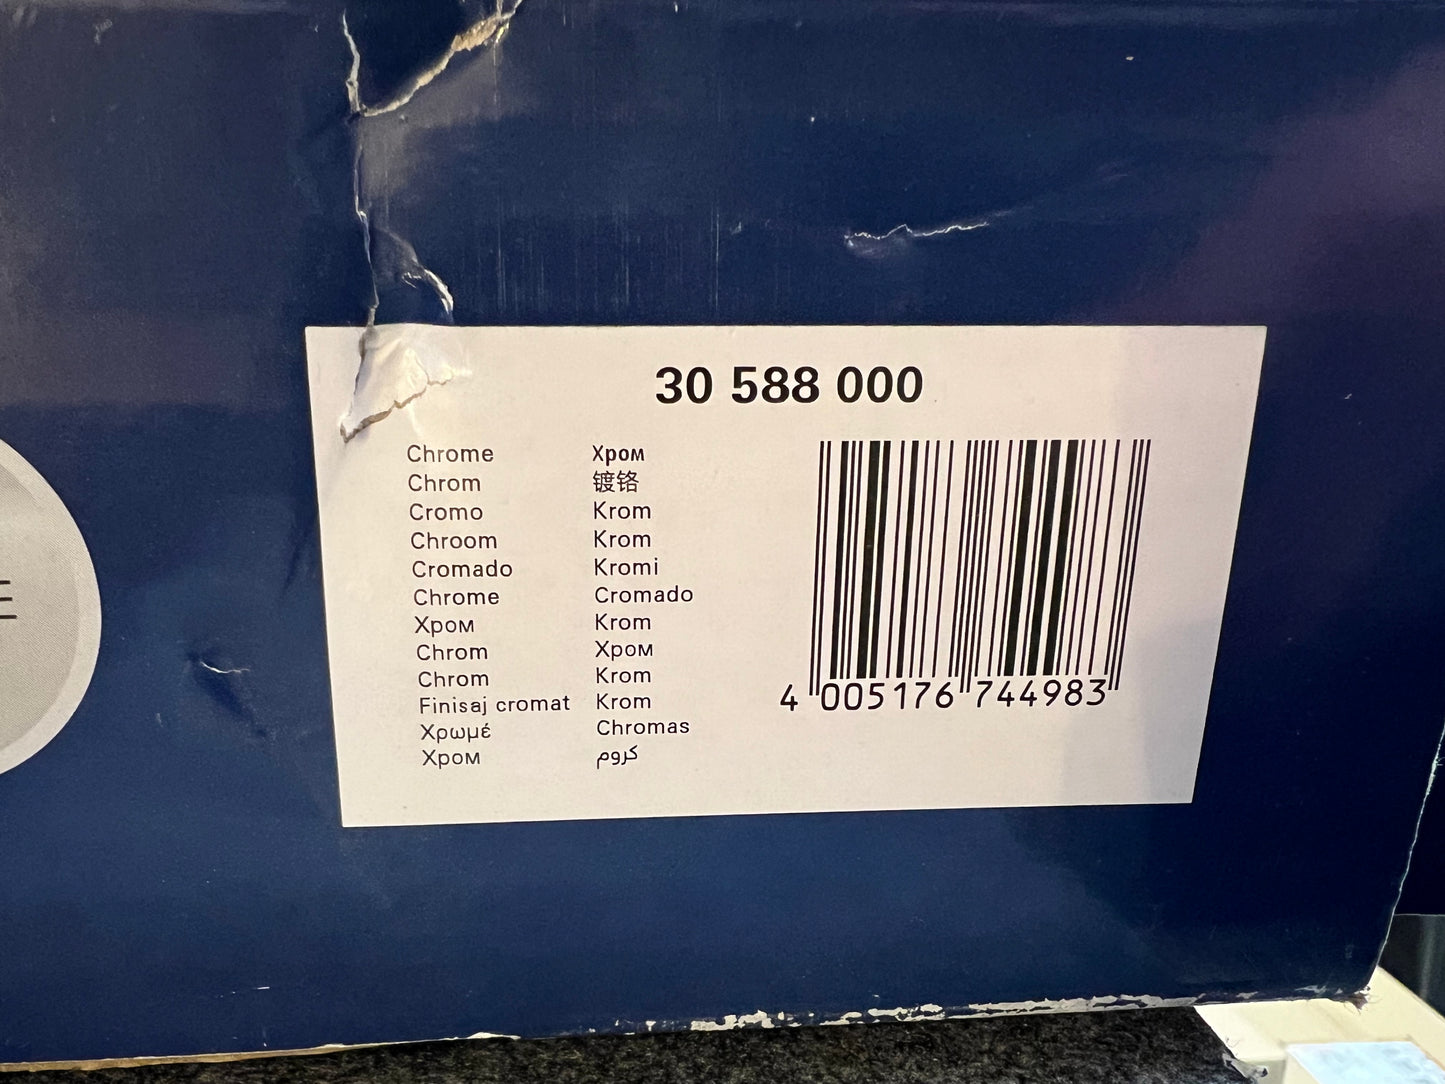 30 588 000
Chrome
Chrom
Cromo
Chroom
Cromado
Chrome
Хром
Chrom
Chrom
Finisaj cromat
Χρωμέ
Хром
Хром
镀铬
Krom
Krom
Kromi
Cromado
Krom
Хром
Krom
Krom
Chromas
كروم
4 005176 744983